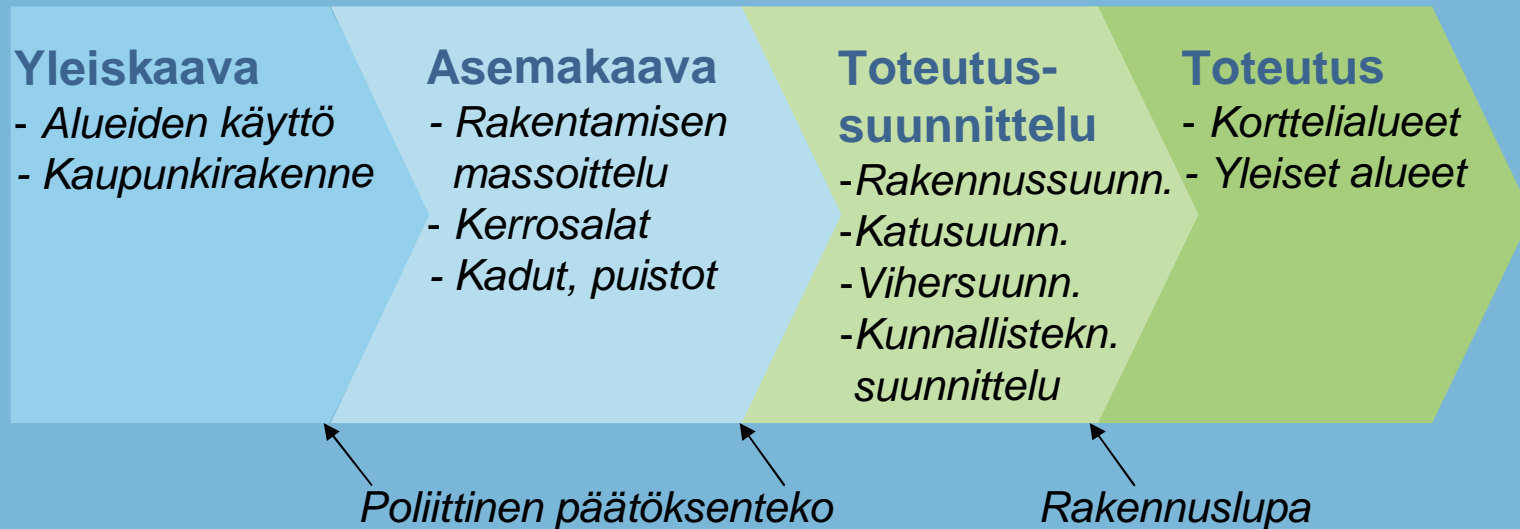 Yleiskaava
- Alueiden käyttö
- Kaupunkirakenne
Asemakaava
- Rakentamisen
massoittelu
- Kerrosalat
- Kadut, puistot
Toteutus-
suunnittelu
-Rakennussuunn.
-Katusuunn.
-Vihersuunn.
-Kunnallistekn.
suunnittelu
Toteutus
- Korttelialueet
- Yleiset alueet
Poliittinen päätöksenteko
Rakennuslupa